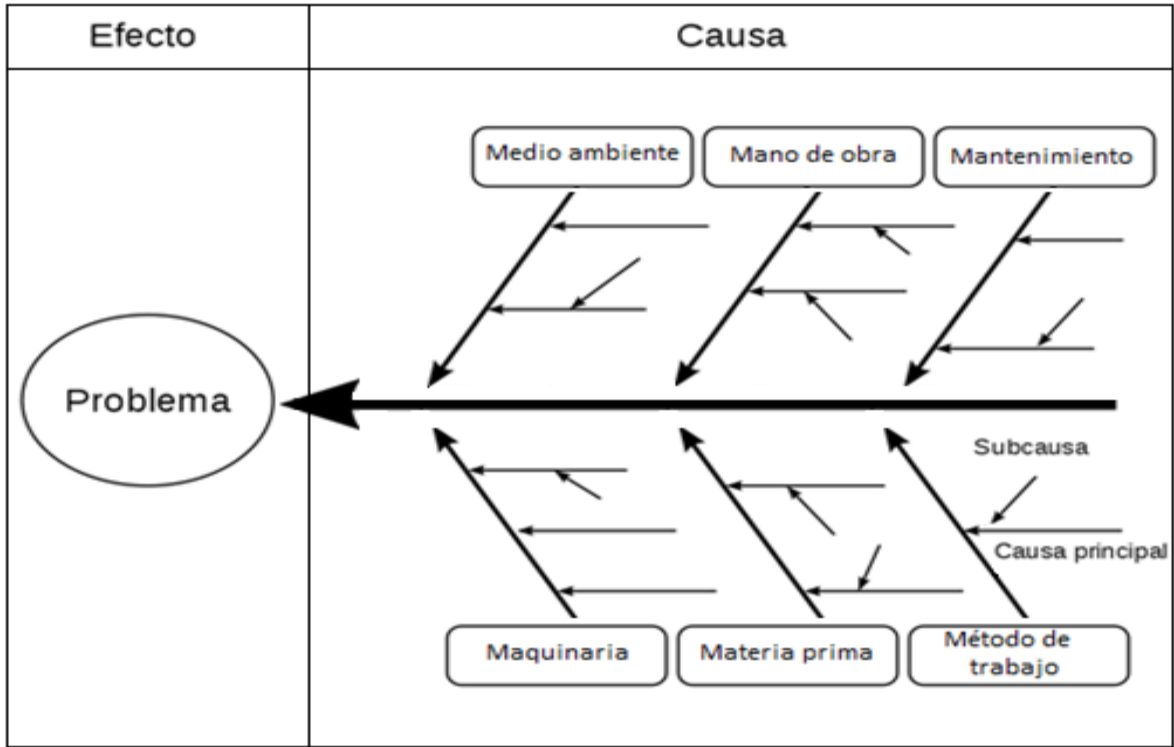 Efecto
Causa
Medio ambiente
Mano de obra
Mantenimiento
Problema
Subcausa
Causa principal
Maquinaria
Materia prima
Método de
trabajo